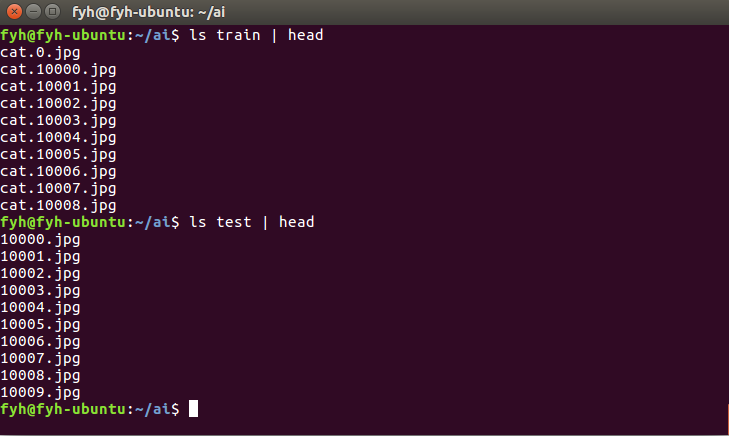 fyh@fyh-ubuntu: ~/ai
fyh@fyh-ubuntu:~/ai$ ls train | head
cat.0.jpg
cat.10000.jpg
cat.10001.jpg
cat.10002.jpg
cat.10003.jpg
cat.10004.jpg
cat.10005.jpg
cat.10006.jpg
cat.10007.jpg
cat.10008.jpg
fyh@fyh-ubuntu:~/ai$ ls test | head
10000.jpg
10001.jpg
10002.jpg
10003.jpg
10004.jpg
10005.jpg
10006.jpg
10007.jpg
10008.jpg
10009.jpg
fyh@fyh-ubuntu:~/ai$